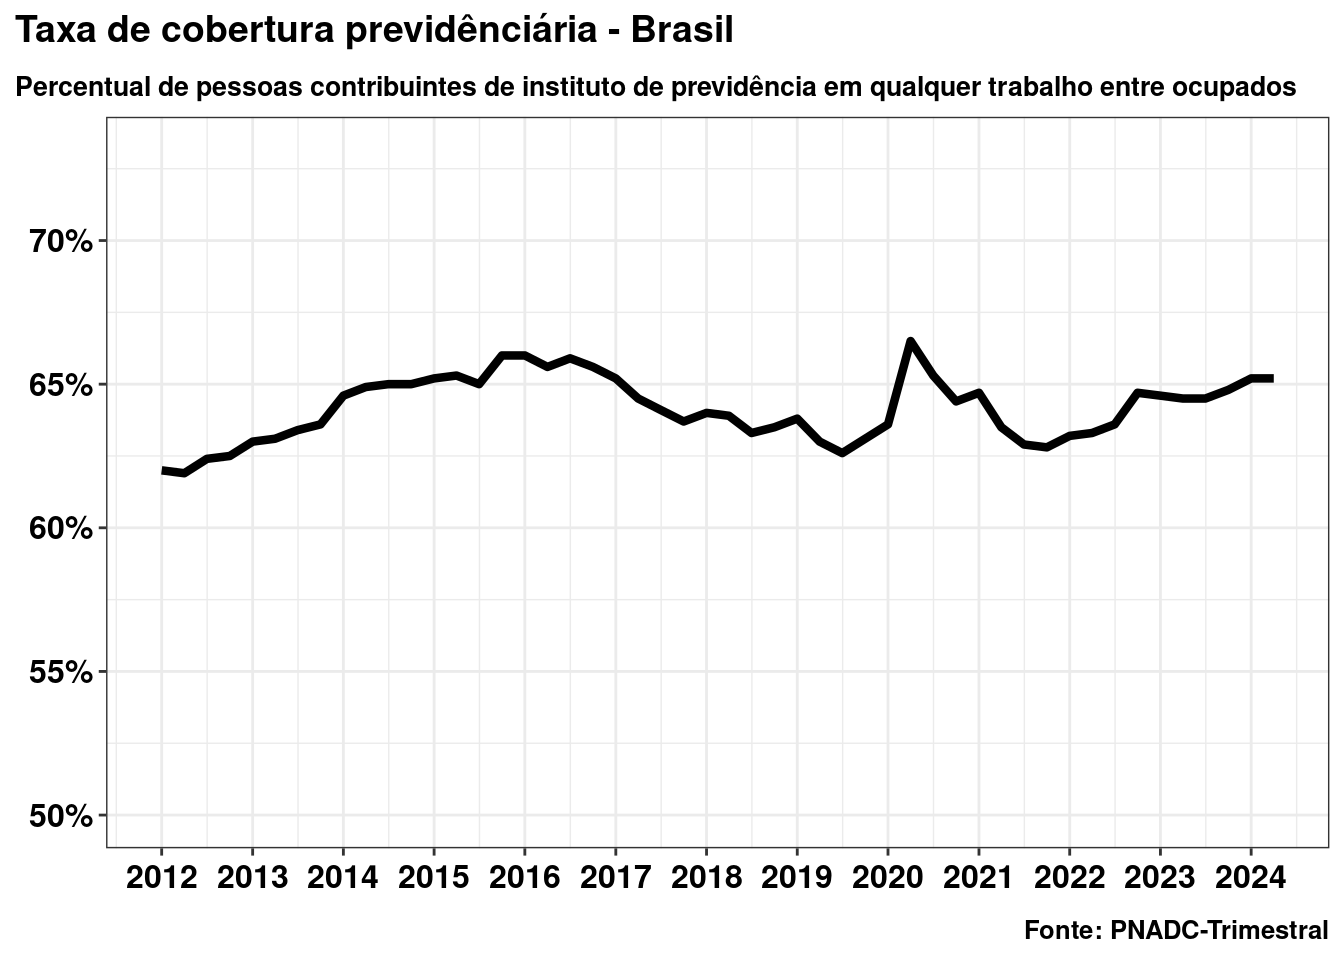 Taxa de cobertura previdênciária - Brasil
Percentual de pessoas contribuintes de instituto de previdência em qualquer trabalho entre ocupados
70%
65%
60%
55%
50%
2012 2013 2014 2015 2016 2017 2018 2019 2020 2021 2022 2023 2024
Fonte: PNADC-Trimestral